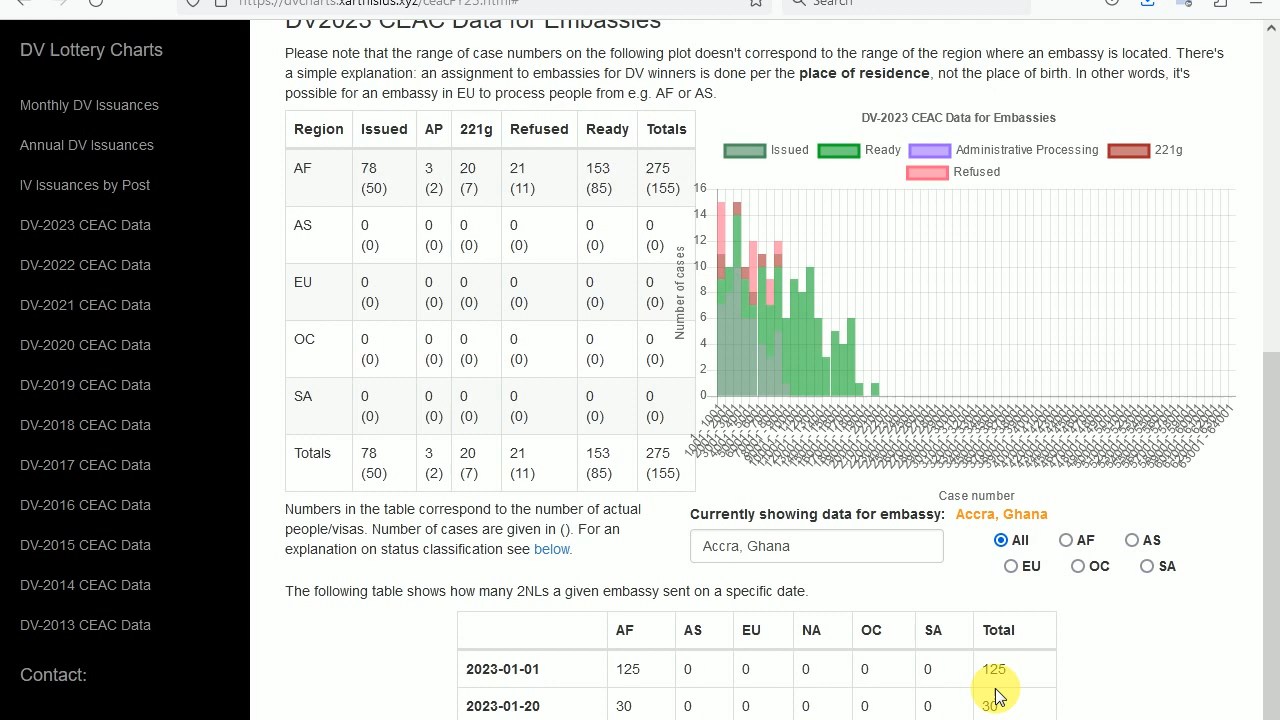 https://dvcharts.xarthisius.xyz/ceacFY23.html#
Search
DV Lottery Charts
Monthly DV Issuances
Annual DV Issuances
IV Issuances by Post
DV-2023 CEAC Data
DV-2022 CEAC Data
DV-2021 CEAC Data
DV-2020 CEAC Data
DV-2019 CEAC Data
DV-2018 CEAC Data
DV-2017 CEAC Data
DV-2016 CEAC Data
DV-2015 CEAC Data
DV-2014 CEAC Data
DV-2013 CEAC Data
Contact:
DV2023 CEAC Data for Embassies
Please note that the range of case numbers on the following plot doesn't correspond to the range of the region where an embassy is located. There's
a simple explanation: an assignment to embassies for DV winners is done per the place of residence, not the place of birth. In other words, it's
possible for an embassy in EU to process people from e.g. AF or AS.
Region Issued AP 221g Refused Ready Totals
AF 78 3 20 21 153 275
(50) (2) (7) (11) (85) (155)
AS 0 0 0 0 0 0
(0) (0) (0) (0) (0) (0)
EU 0 0 0 0 0 0
(0) (0) (0) (0) (0) (0)
OC 0 0 0 0 0 0
(0) (0) (0) (0) (0) (0)
SA 0 0 0 0 0 0
(0) (0) (0) (0) (0) (0)
Totals 78 3 20 21 153 275
(50) (2) (7) (11) (85) (155)
DV-2023 CEAC Data for Embassies
Issued Ready Administrative Processing 221g
Refused
Number of cases
16
14
12
10
8
6
4
2
0
Case number
Numbers in the table correspond to the number of actual
people/visas. Number of cases are given in (). For an
explanation on status classification see below.
Currently showing data for embassy: Accra, Ghana
Accra, Ghana
All AF AS
EU OC SA
The following table shows how many 2NLs a given embassy sent on a specific date.
AF AS EU NA OC SA Total
2023-01-01 125 0 0 0 0 0 125
2023-01-20 30 0 0 0 0 0 30